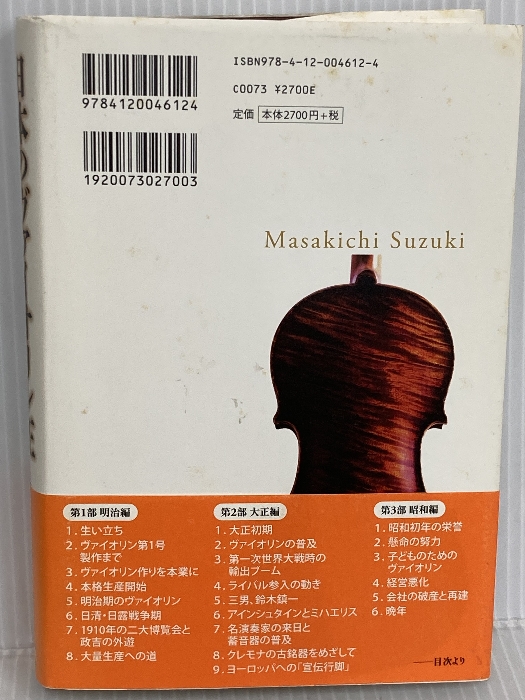 ISBN978-4-12-004612-4
C0073 ¥2700E
定価 本体2700円+税
9784120046124
1920073027003
Masakichi Suzuki
第1部 明治編
1. 生い立ち
2. ヴァイオリン第1号
製作まで
3. ヴァイオリン作りを本業に
4. 本格生産開始
5. 明治期のヴァイオリン
6. 日清・日露戦争期
7. 1910年の二大博覧会と
政吉の外遊
8. 大量生産への道
第2部 大正編
1. 大正初期
2. ヴァイオリンの普及
3. 第一次世界大戦時の
輸出ブーム
4. ライバル参入の動き
5. 三男、鈴木鎮一
6. アインシュタインとミハエリス
7. 名演奏家の来日と
蓄音器の普及
8. クレモナの古銘器をめざして
9. ヨーロッパへの「宣伝行脚」
第3部 昭和編
1. 昭和初年の栄誉
2. 懸命の努力
3. 子どものための
ヴァイオリン
4. 経営悪化
5. 会社の破産と再建
6. 晩年
――目次より